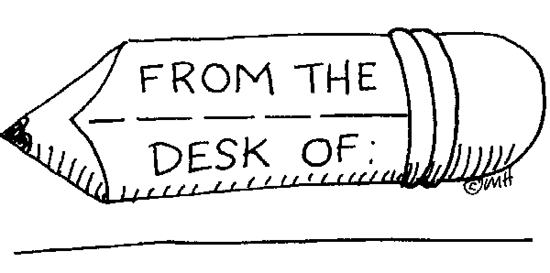 FROM THE
DESK OF:
©MH